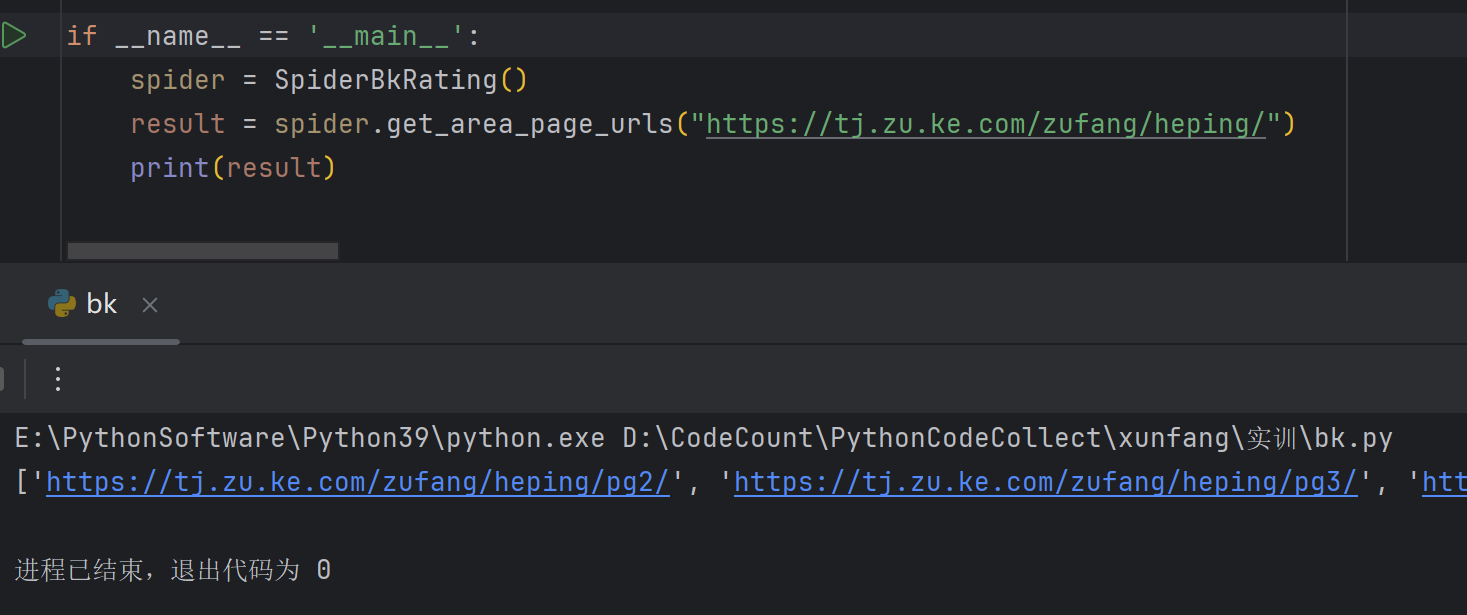 if __name__ == '__main__':
    spider = SpiderBkRating()
    result = spider.get_area_page_urls("https://tj.zu.ke.com/zufang/heping/")
    print(result)
bk
E:\PythonSoftware\Python39\python.exe D:\CodeCount\PythonCodeCollect\xunfang\实训\bk.py
['https://tj.zu.ke.com/zufang/heping/pg2/', 'https://tj.zu.ke.com/zufang/heping/pg3/', 'htt
进程已结束，退出代码为 0